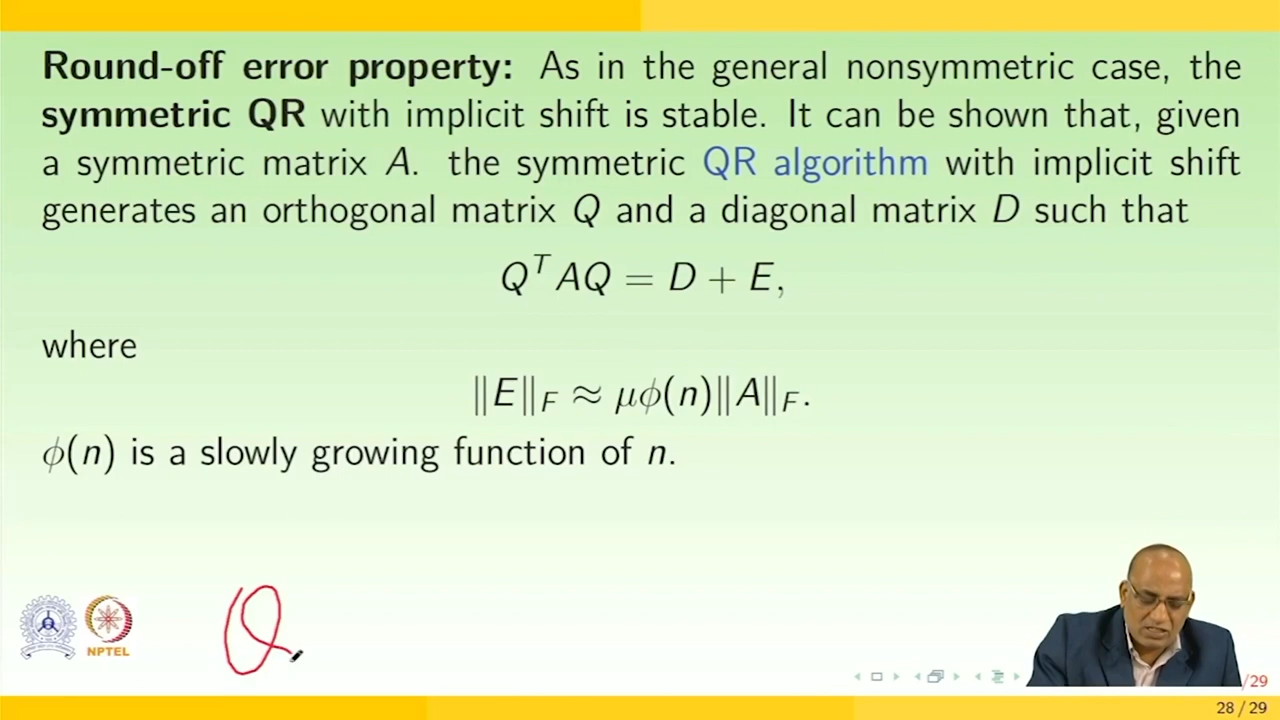 Round-off error property: As in the general nonsymmetric case, the
symmetric QR with implicit shift is stable. It can be shown that, given
a symmetric matrix A. the symmetric QR algorithm with implicit shift
generates an orthogonal matrix Q and a diagonal matrix D such that
Q^T AQ = D + E,
where
‖E‖_F ≈ μϕ(n)‖A‖_F.
ϕ(n) is a slowly growing function of n.
Q
NPTEL
/29
28 / 29